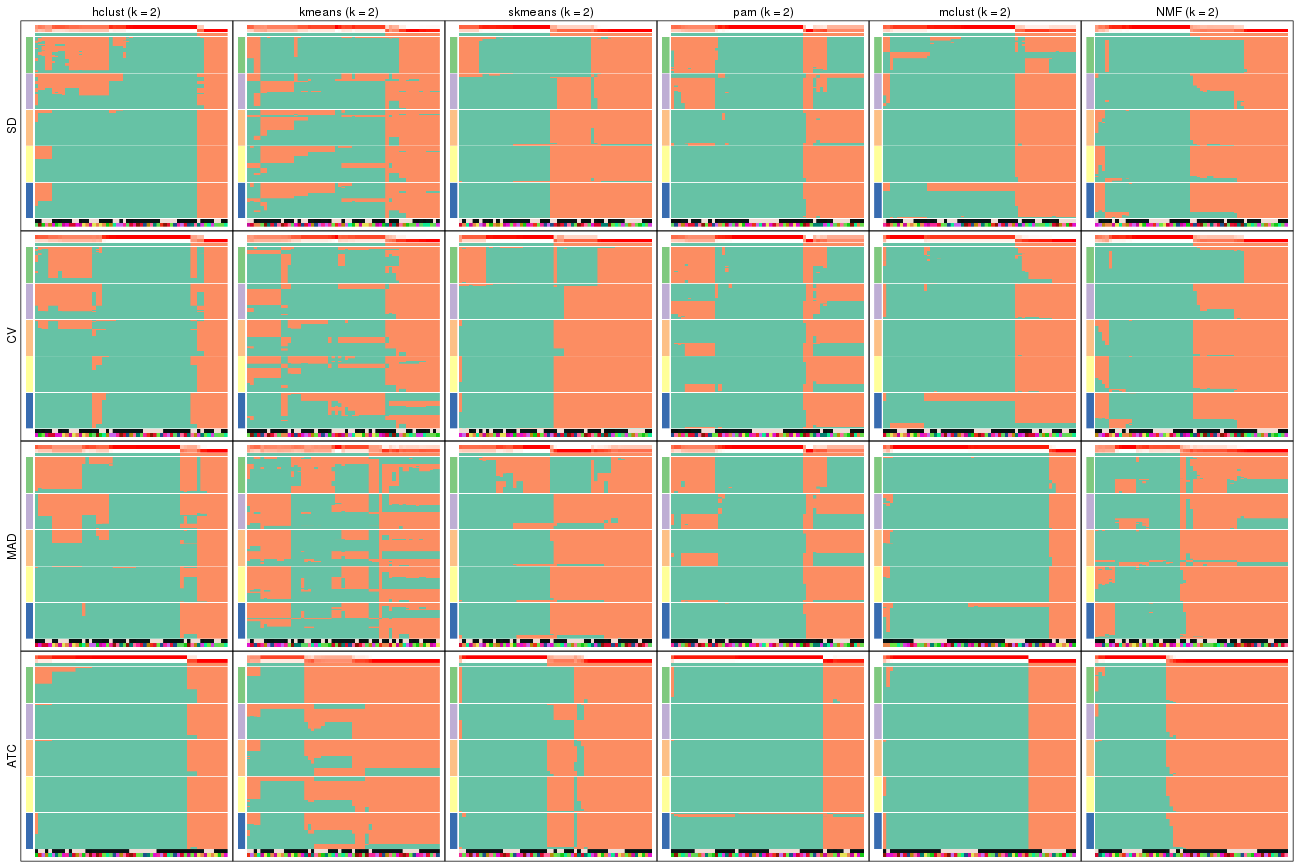 hclust (k = 2)
kmeans (k = 2)
skmeans (k = 2)
pam (k = 2)
mclust (k = 2)
NMF (k = 2)
SD
CV
MAD
ATC